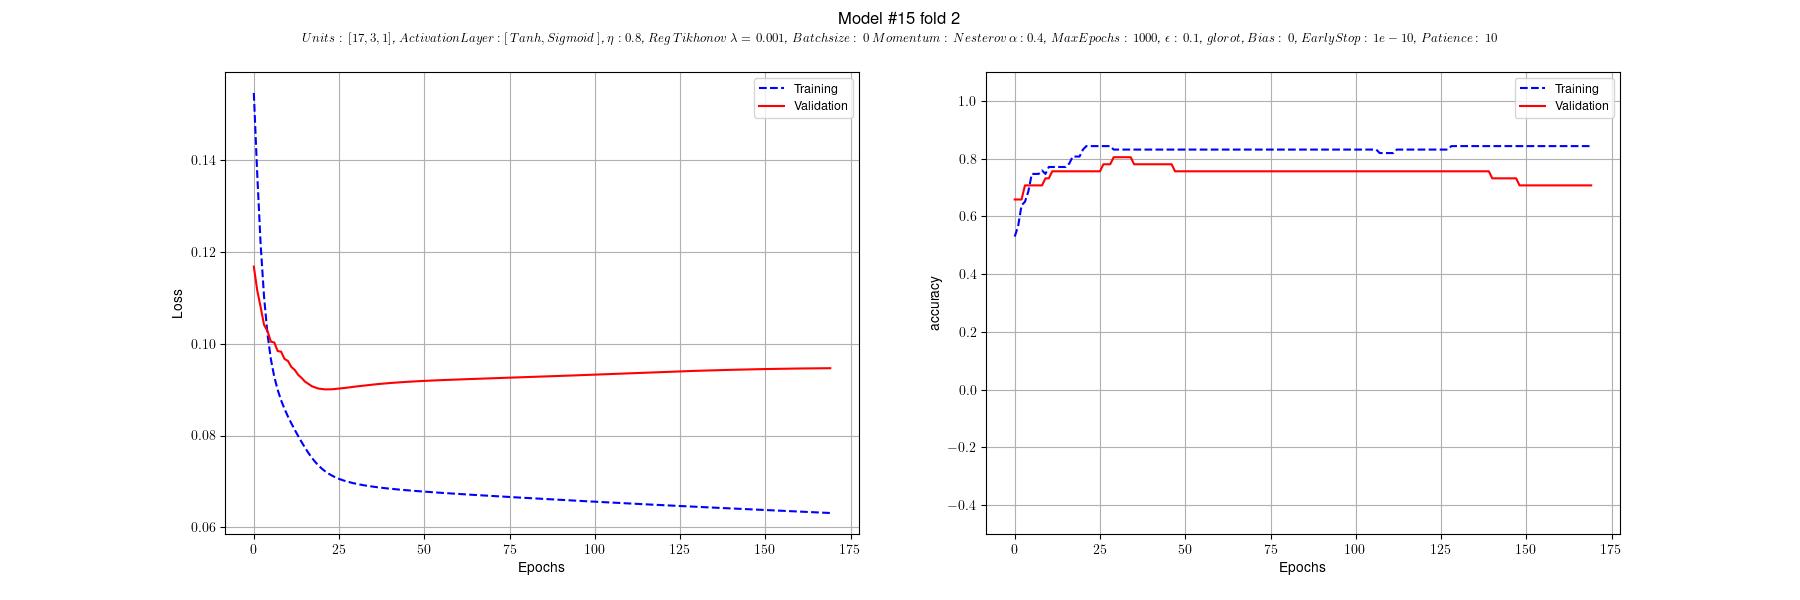 Model #15 fold 2
Units : [17, 3, 1], ActivationLayer : [ Tanh, Sigmoid ], η : 0.8, Reg Tikhonov λ = 0.001, Batchsize : 0 Momentum : Nesterov α : 0.4, MaxEpochs : 1000, ϵ : 0.1, glorot, Bias : 0, EarlyStop : 1e − 10, Patience : 10
Training
Validation
0.14
0.12
0.10
0.08
0.06
Loss
0 25 50 75 100 125 150 175
Epochs
Training
Validation
1.0
0.8
0.6
0.4
0.2
0.0
−0.2
−0.4
accuracy
0 25 50 75 100 125 150 175
Epochs